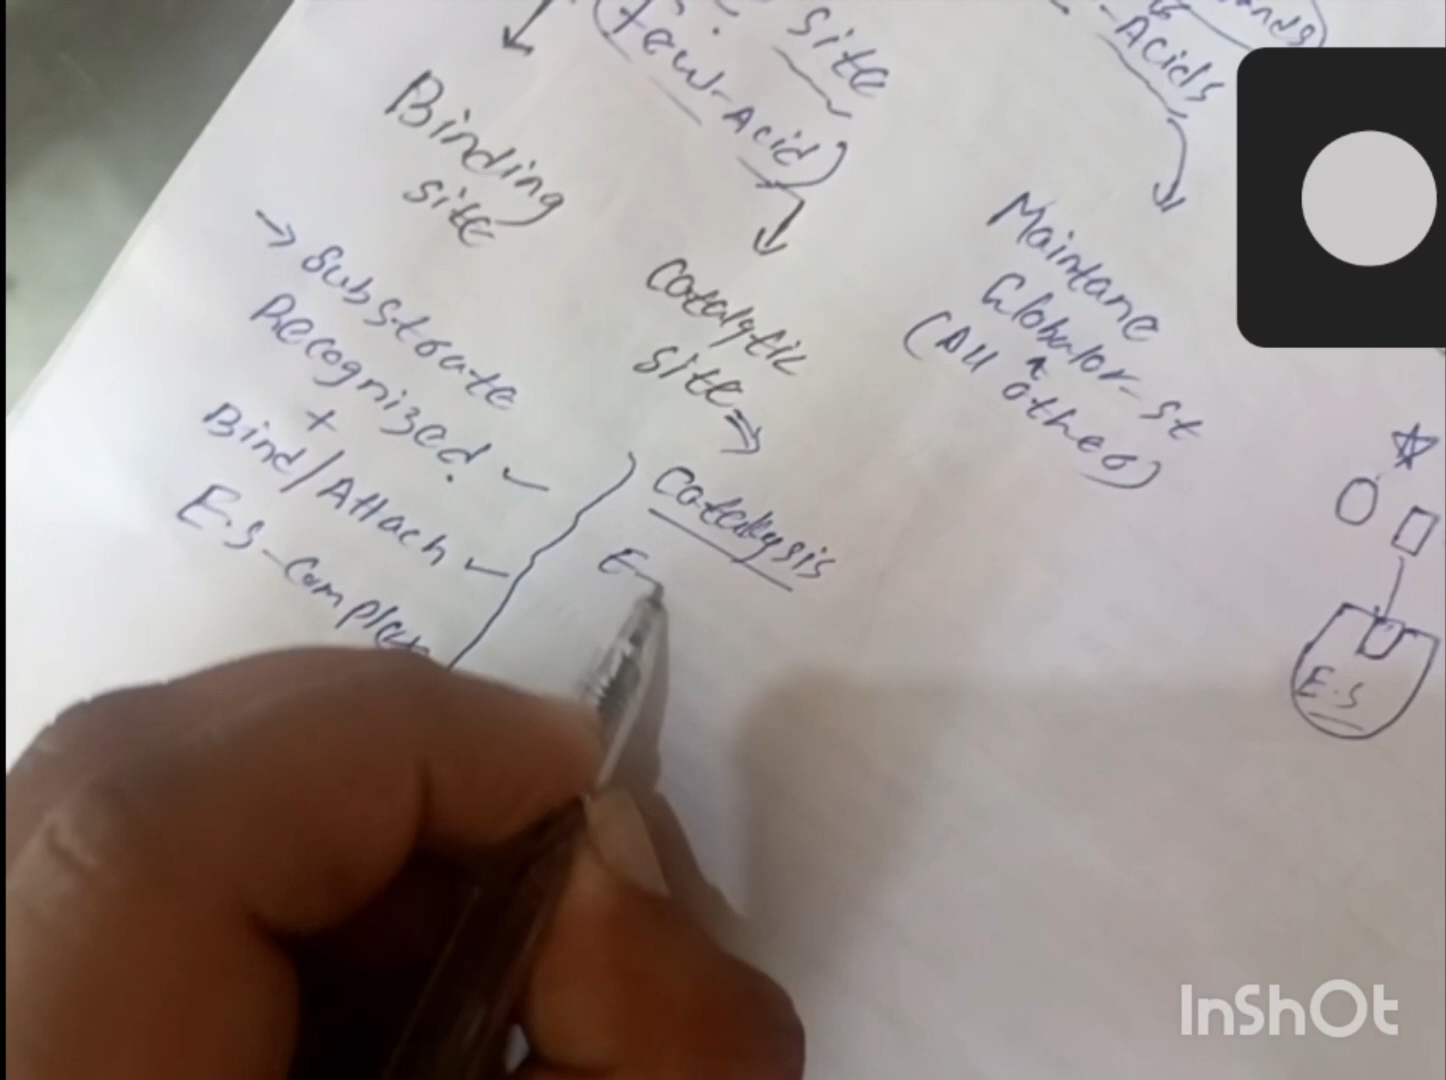 Site
(Few-Acid)
-Acids
Binding
site
→ Substrate
Recognized.
+
Bind/Attach
E.S-Complex
Catalytic
site ⇒
Catalysis
E-
Maintane
Globular-st
(All other)
E.S
InShOt